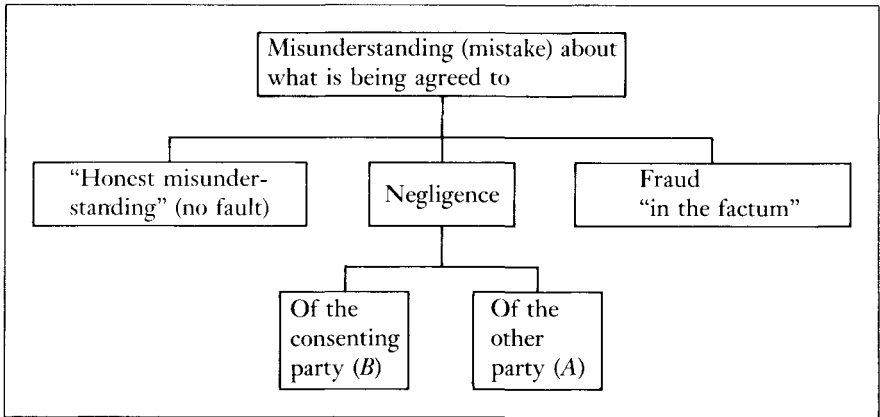 Misunderstanding (mistake) about
what is being agreed to
“Honest misunder-
standing” (no fault)
Negligence
Fraud
“in the factum”
Of the
consenting
party (B)
Of the
other
party (A)